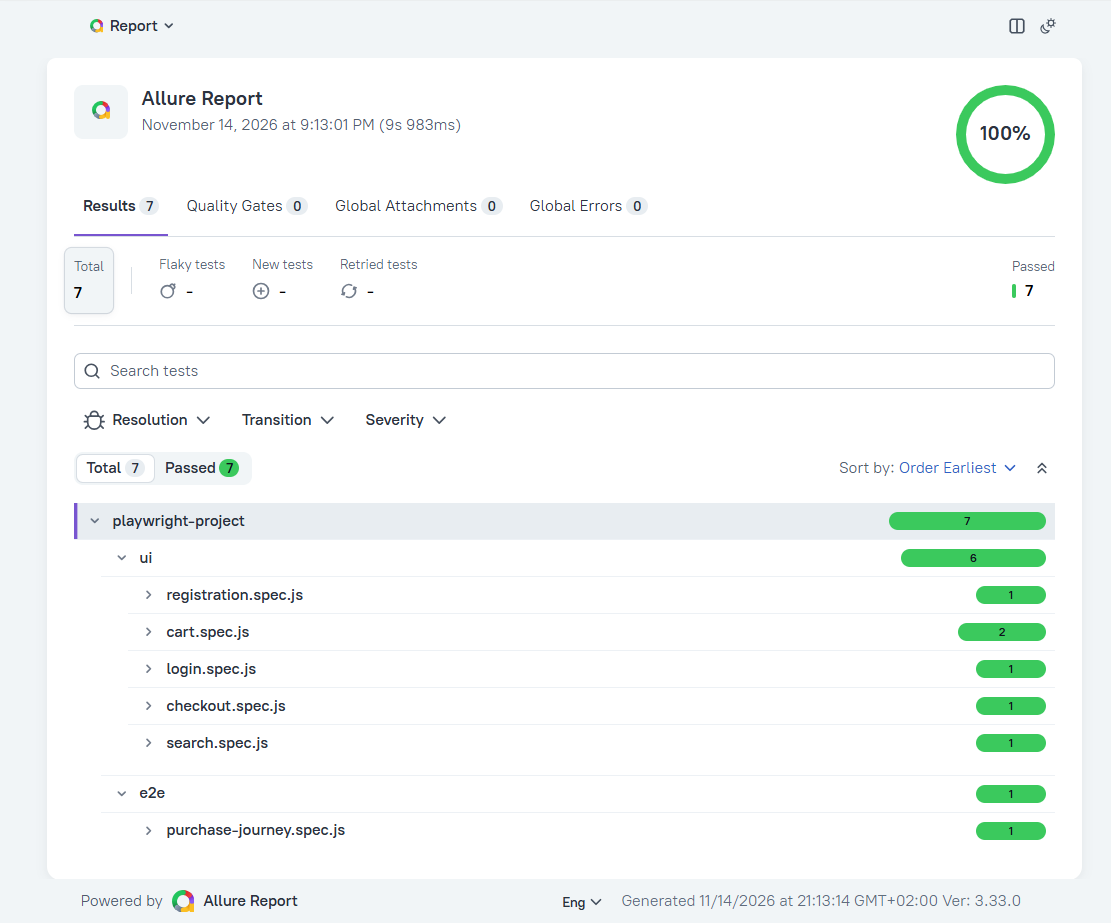 Report
Allure Report
November 14, 2026 at 9:13:01 PM (9s 983ms)
100%
Results 7 Quality Gates 0 Global Attachments 0 Global Errors 0
Total Flaky tests New tests Retried tests Passed
7 - - - 7
Search tests
Resolution Transition Severity
Total 7 Passed 7 Sort by: Order Earliest
playwright-project 7
ui 6
registration.spec.js 1
cart.spec.js 2
login.spec.js 1
checkout.spec.js 1
search.spec.js 1
e2e 1
purchase-journey.spec.js 1
Powered by Allure Report Eng Generated 11/14/2026 at 21:13:14 GMT+02:00 Ver: 3.33.0